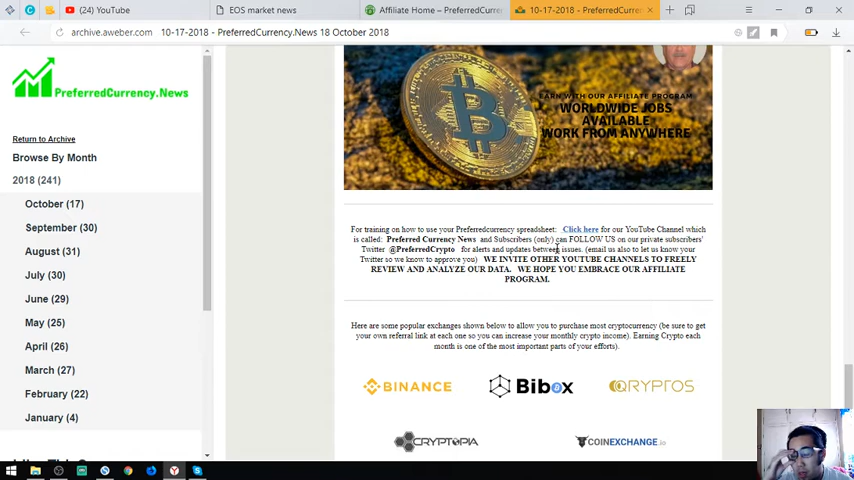 (24) YouTube
EOS market news
Affiliate Home – PreferredCurre
10-17-2018 - PreferredCurren
archive.aweber.com 10-17-2018 - PreferredCurrency.News 18 October 2018
PreferredCurrency.News
Return to Archive
Browse By Month
2018 (241)
October (17)
September (30)
August (31)
July (30)
June (29)
May (25)
April (26)
March (27)
February (22)
January (4)
EARN WITH OUR AFFILIATE PROGRAM
WORLDWIDE JOBS
AVAILABLE
WORK FROM ANYWHERE
For training on how to use your Preferredcurrency spreadsheet: Click here for our YouTube Channel which
is called: Preferred Currency News and Subscribers (only) can FOLLOW US on our private subscribers'
Twitter @PreferredCrypto for alerts and updates between issues. (email us also to let us know your
Twitter so we know to approve you) WE INVITE OTHER YOUTUBE CHANNELS TO FREELY
REVIEW AND ANALYZE OUR DATA. WE HOPE YOU EMBRACE OUR AFFILIATE
PROGRAM.
Here are some popular exchanges shown below to allow you to purchase most cryptocurrency (be sure to get
your own referral link at each one so you can increase your monthly crypto income). Earning Crypto each
month is one of the most important parts of your efforts).
BINANCE
Bibox
QRYPTOS
CRYPTOPIA
COINEXCHANGE.io